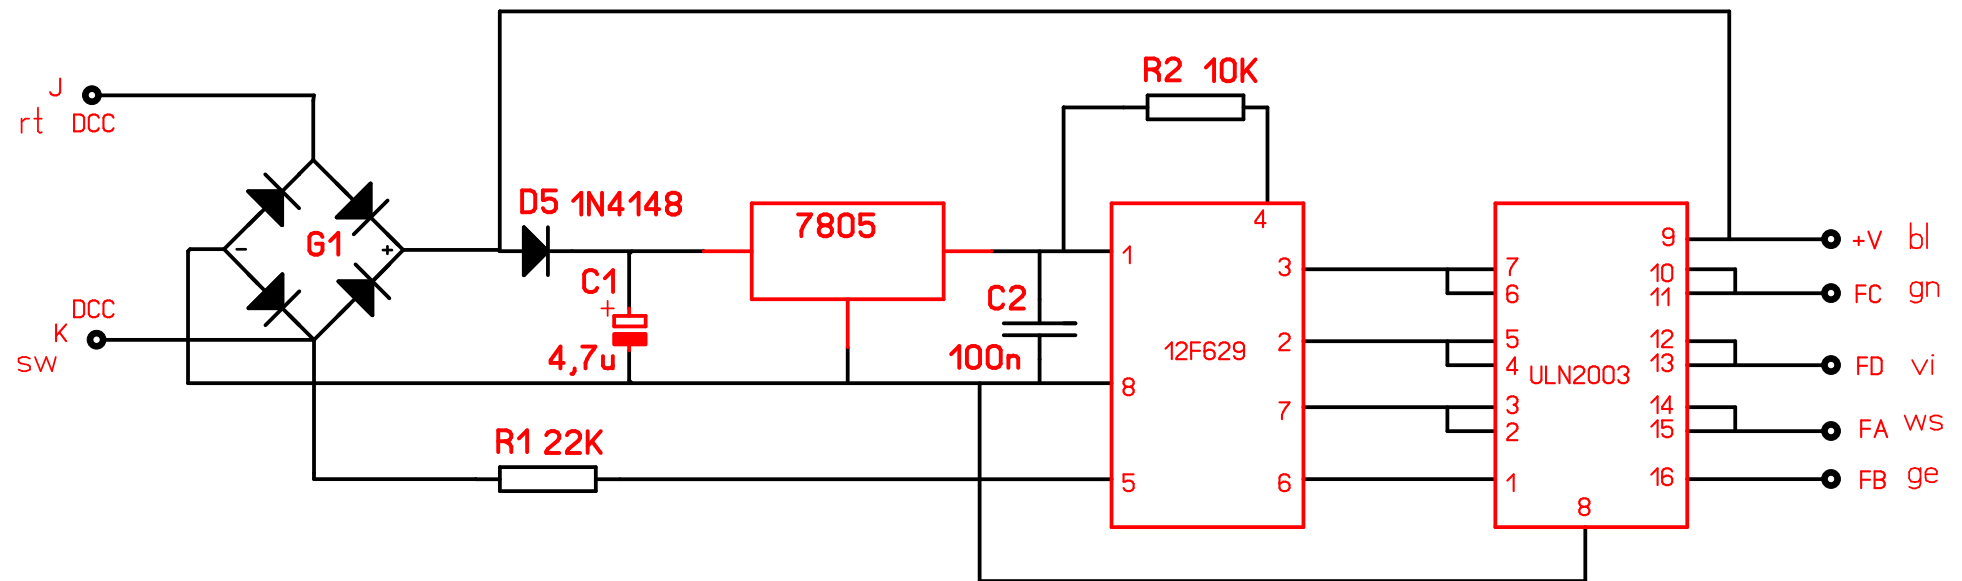 J
rt DCC
DCC
K
sw
G1
- +
D5 1N4148
C1
+
4,7u
7805
R2 10K
C2
100n
R1 22K
12F629
1
8
5
4
3
2
7
6
ULN2003
7
6
5
4
3
2
1
8
9
10
11
12
13
14
15
16
+V bl
FC gn
FD vi
FA ws
FB ge